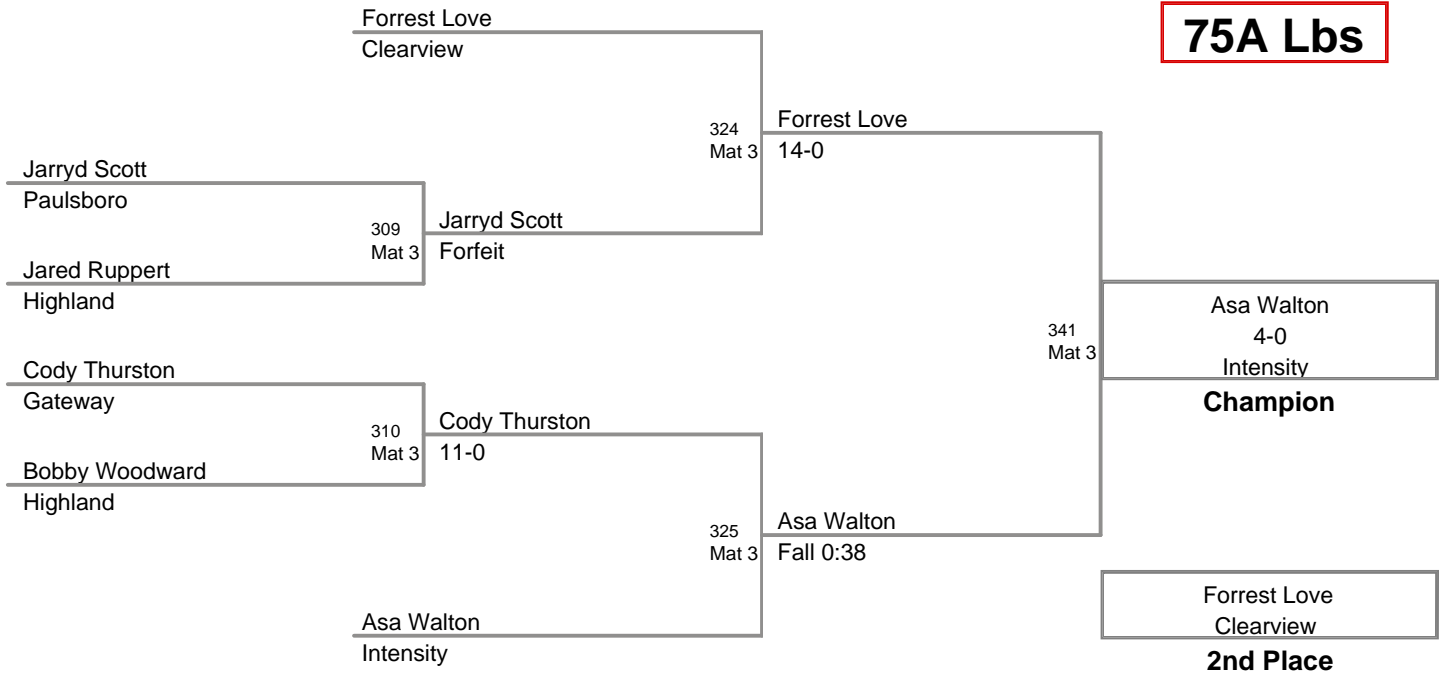 Forrest Love
Clearview
75A Lbs
324
Mat 3
Forrest Love
14-0
Jarryd Scott
Paulsboro
309
Mat 3
Jarryd Scott
Forfeit
Jared Ruppert
Highland
341
Mat 3
Asa Walton
4-0
Intensity
Champion
Cody Thurston
Gateway
310
Mat 3
Cody Thurston
11-0
Bobby Woodward
Highland
325
Mat 3
Asa Walton
Fall 0:38
Asa Walton
Intensity
Forrest Love
Clearview
2nd Place